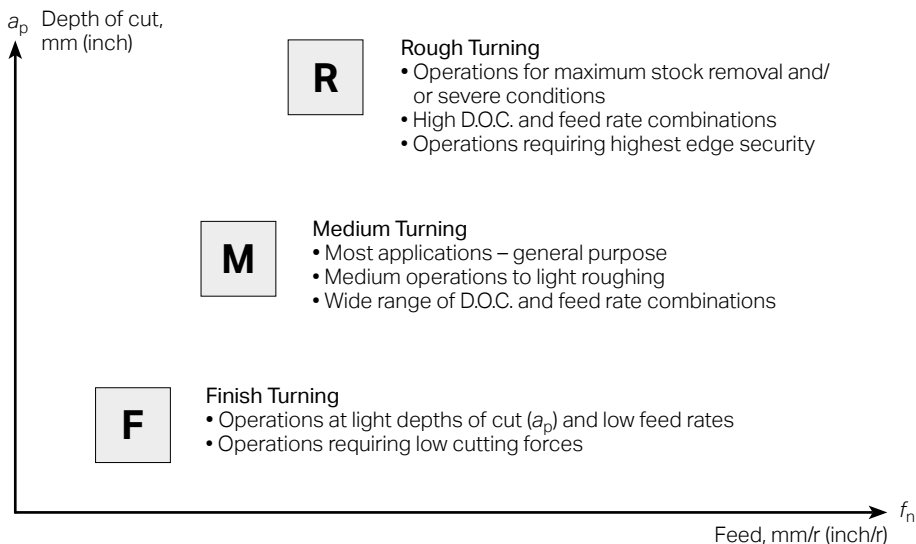 a_p Depth of cut,
mm (inch)
R
Rough Turning
• Operations for maximum stock removal and/
or severe conditions
• High D.O.C. and feed rate combinations
• Operations requiring highest edge security
M
Medium Turning
• Most applications – general purpose
• Medium operations to light roughing
• Wide range of D.O.C. and feed rate combinations
F
Finish Turning
• Operations at light depths of cut (a_p) and low feed rates
• Operations requiring low cutting forces
f_n
Feed, mm/r (inch/r)